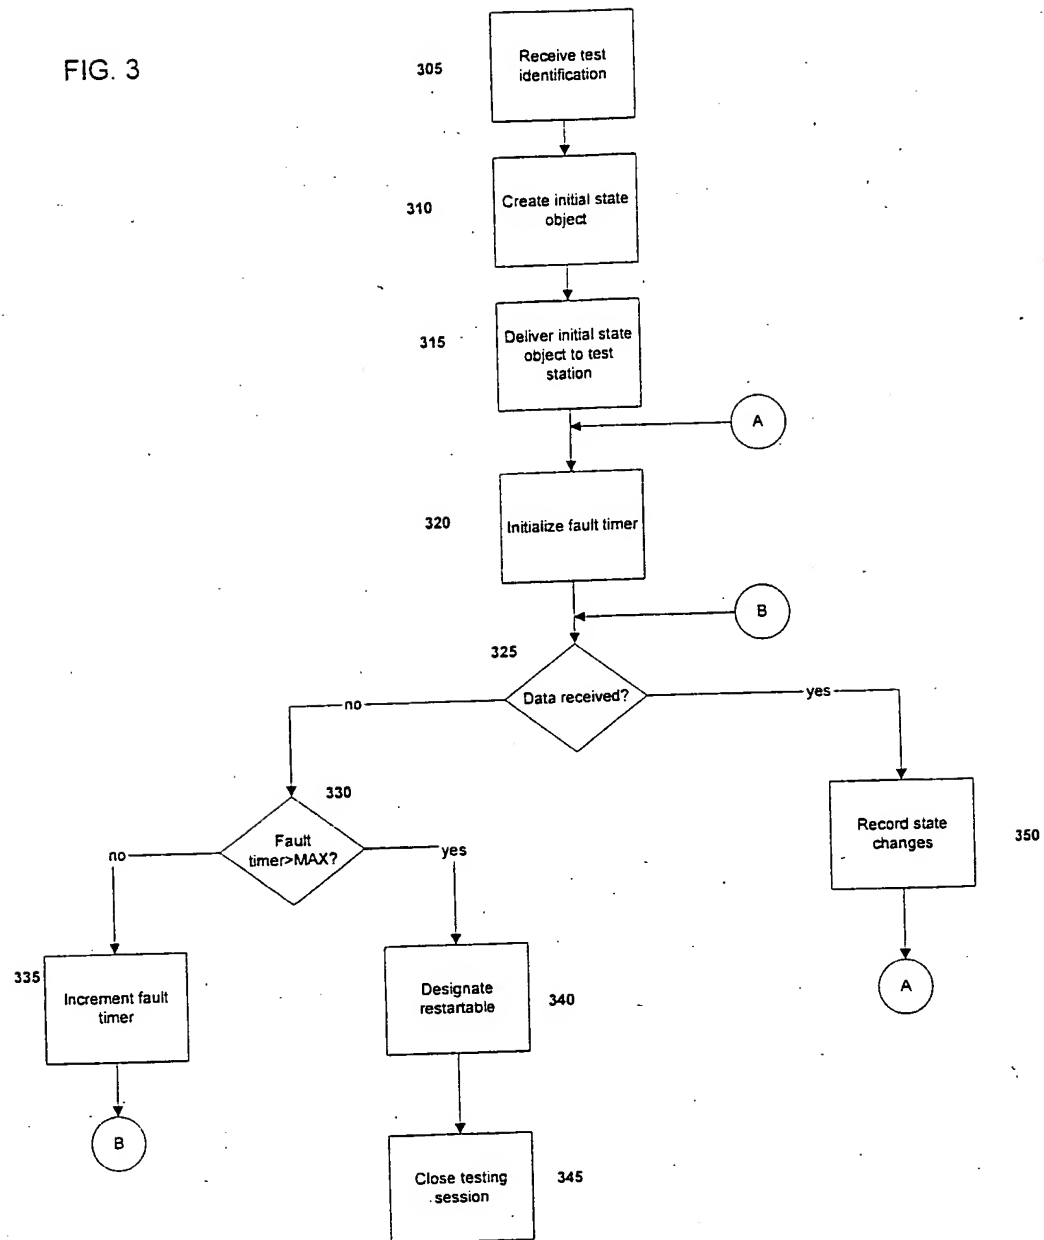 FIG. 3
305
Receive test
identification
310
Create initial state
object
315
Deliver initial state
object to test
station
A
320
Initialize fault timer
B
325
Data received?
no
yes
330
Fault
timer>MAX?
no
yes
Record state
changes
350
335
Increment fault
timer
Designate
restartable
340
A
B
Close testing
session
345